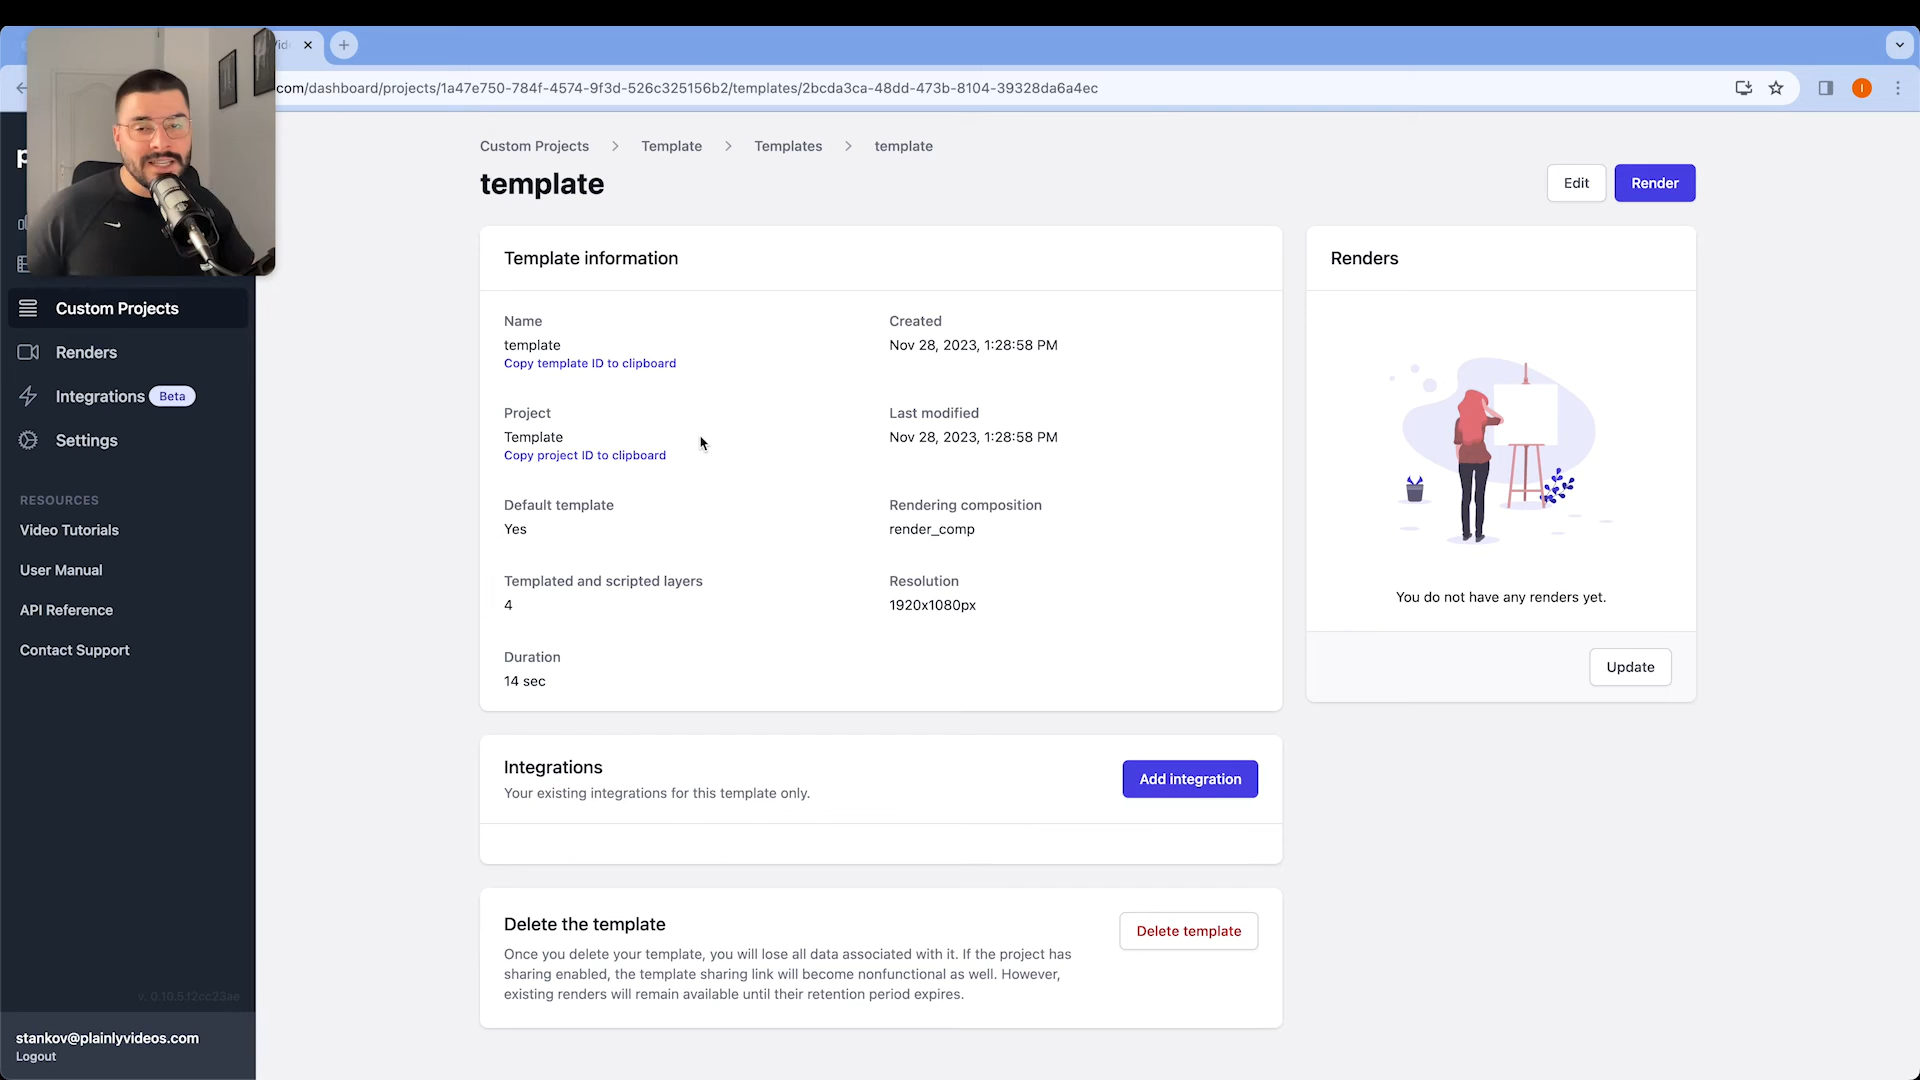 com/dashboard/projects/1a47e750-784f-4574-9f3d-526c325156b2/templates/2bcda3ca-48dd-473b-8104-39328da6a4ec
Custom Projects > Template > Templates > template
template
Edit
Render
Template information
Name
template
Copy template ID to clipboard
Created
Nov 28, 2023, 1:28:58 PM
Project
Template
Copy project ID to clipboard
Last modified
Nov 28, 2023, 1:28:58 PM
Default template
Yes
Rendering composition
render_comp
Templated and scripted layers
4
Resolution
1920x1080px
Duration
14 sec
Renders
You do not have any renders yet.
Update
Integrations
Your existing integrations for this template only.
Add integration
Delete the template
Once you delete your template, you will lose all data associated with it. If the project has
sharing enabled, the template sharing link will become nonfunctional as well. However,
existing renders will remain available until their retention period expires.
Delete template
Custom Projects
Renders
Integrations Beta
Settings
RESOURCES
Video Tutorials
User Manual
API Reference
Contact Support
v. 0.10.5.f2cc23ae
stankov@plainlyvideos.com
Logout